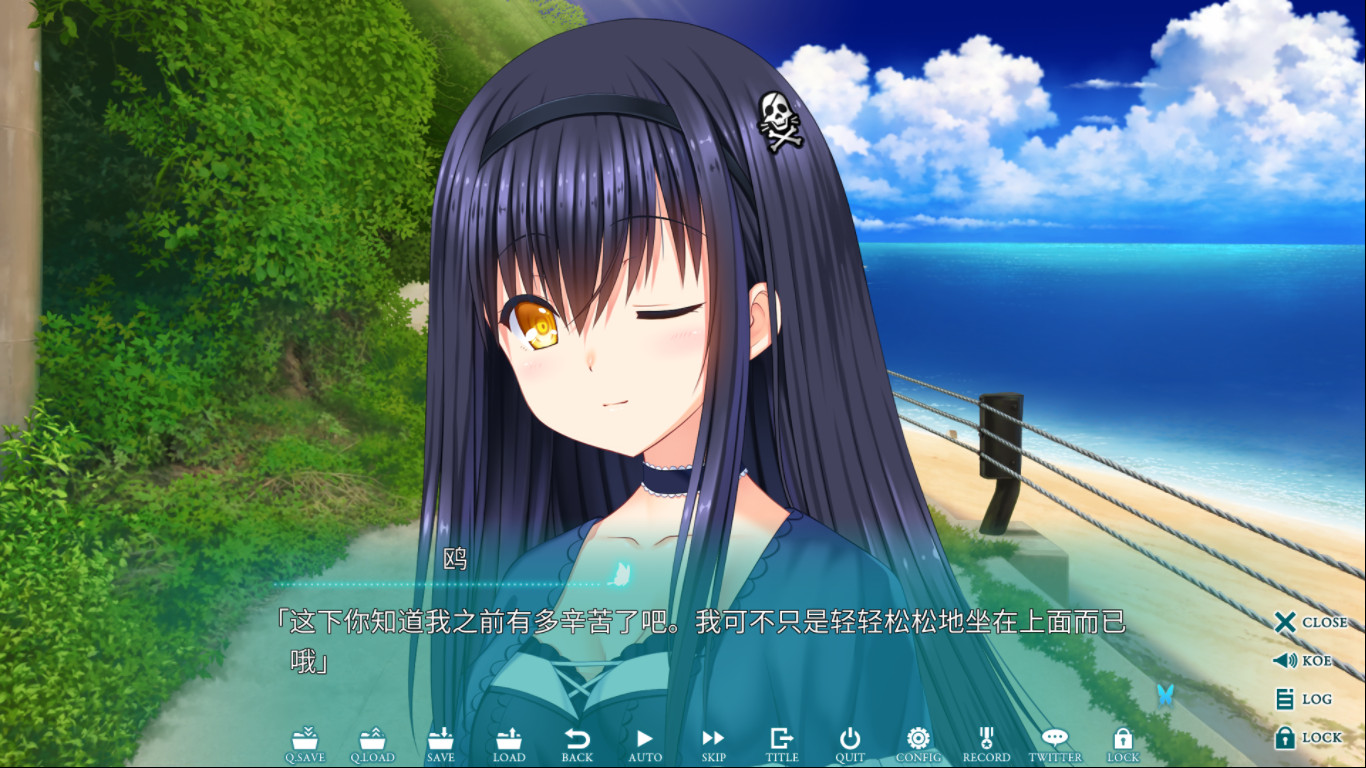 鸥
「这下你知道我之前有多辛苦了吧。我可不只是轻轻松松地坐在上面而已
哦」
CLOSE
KOE
LOG
LOCK
Q.SAVE Q.LOAD SAVE LOAD BACK AUTO SKIP TITLE QUIT CONFIG RECORD TWITTER LOCK